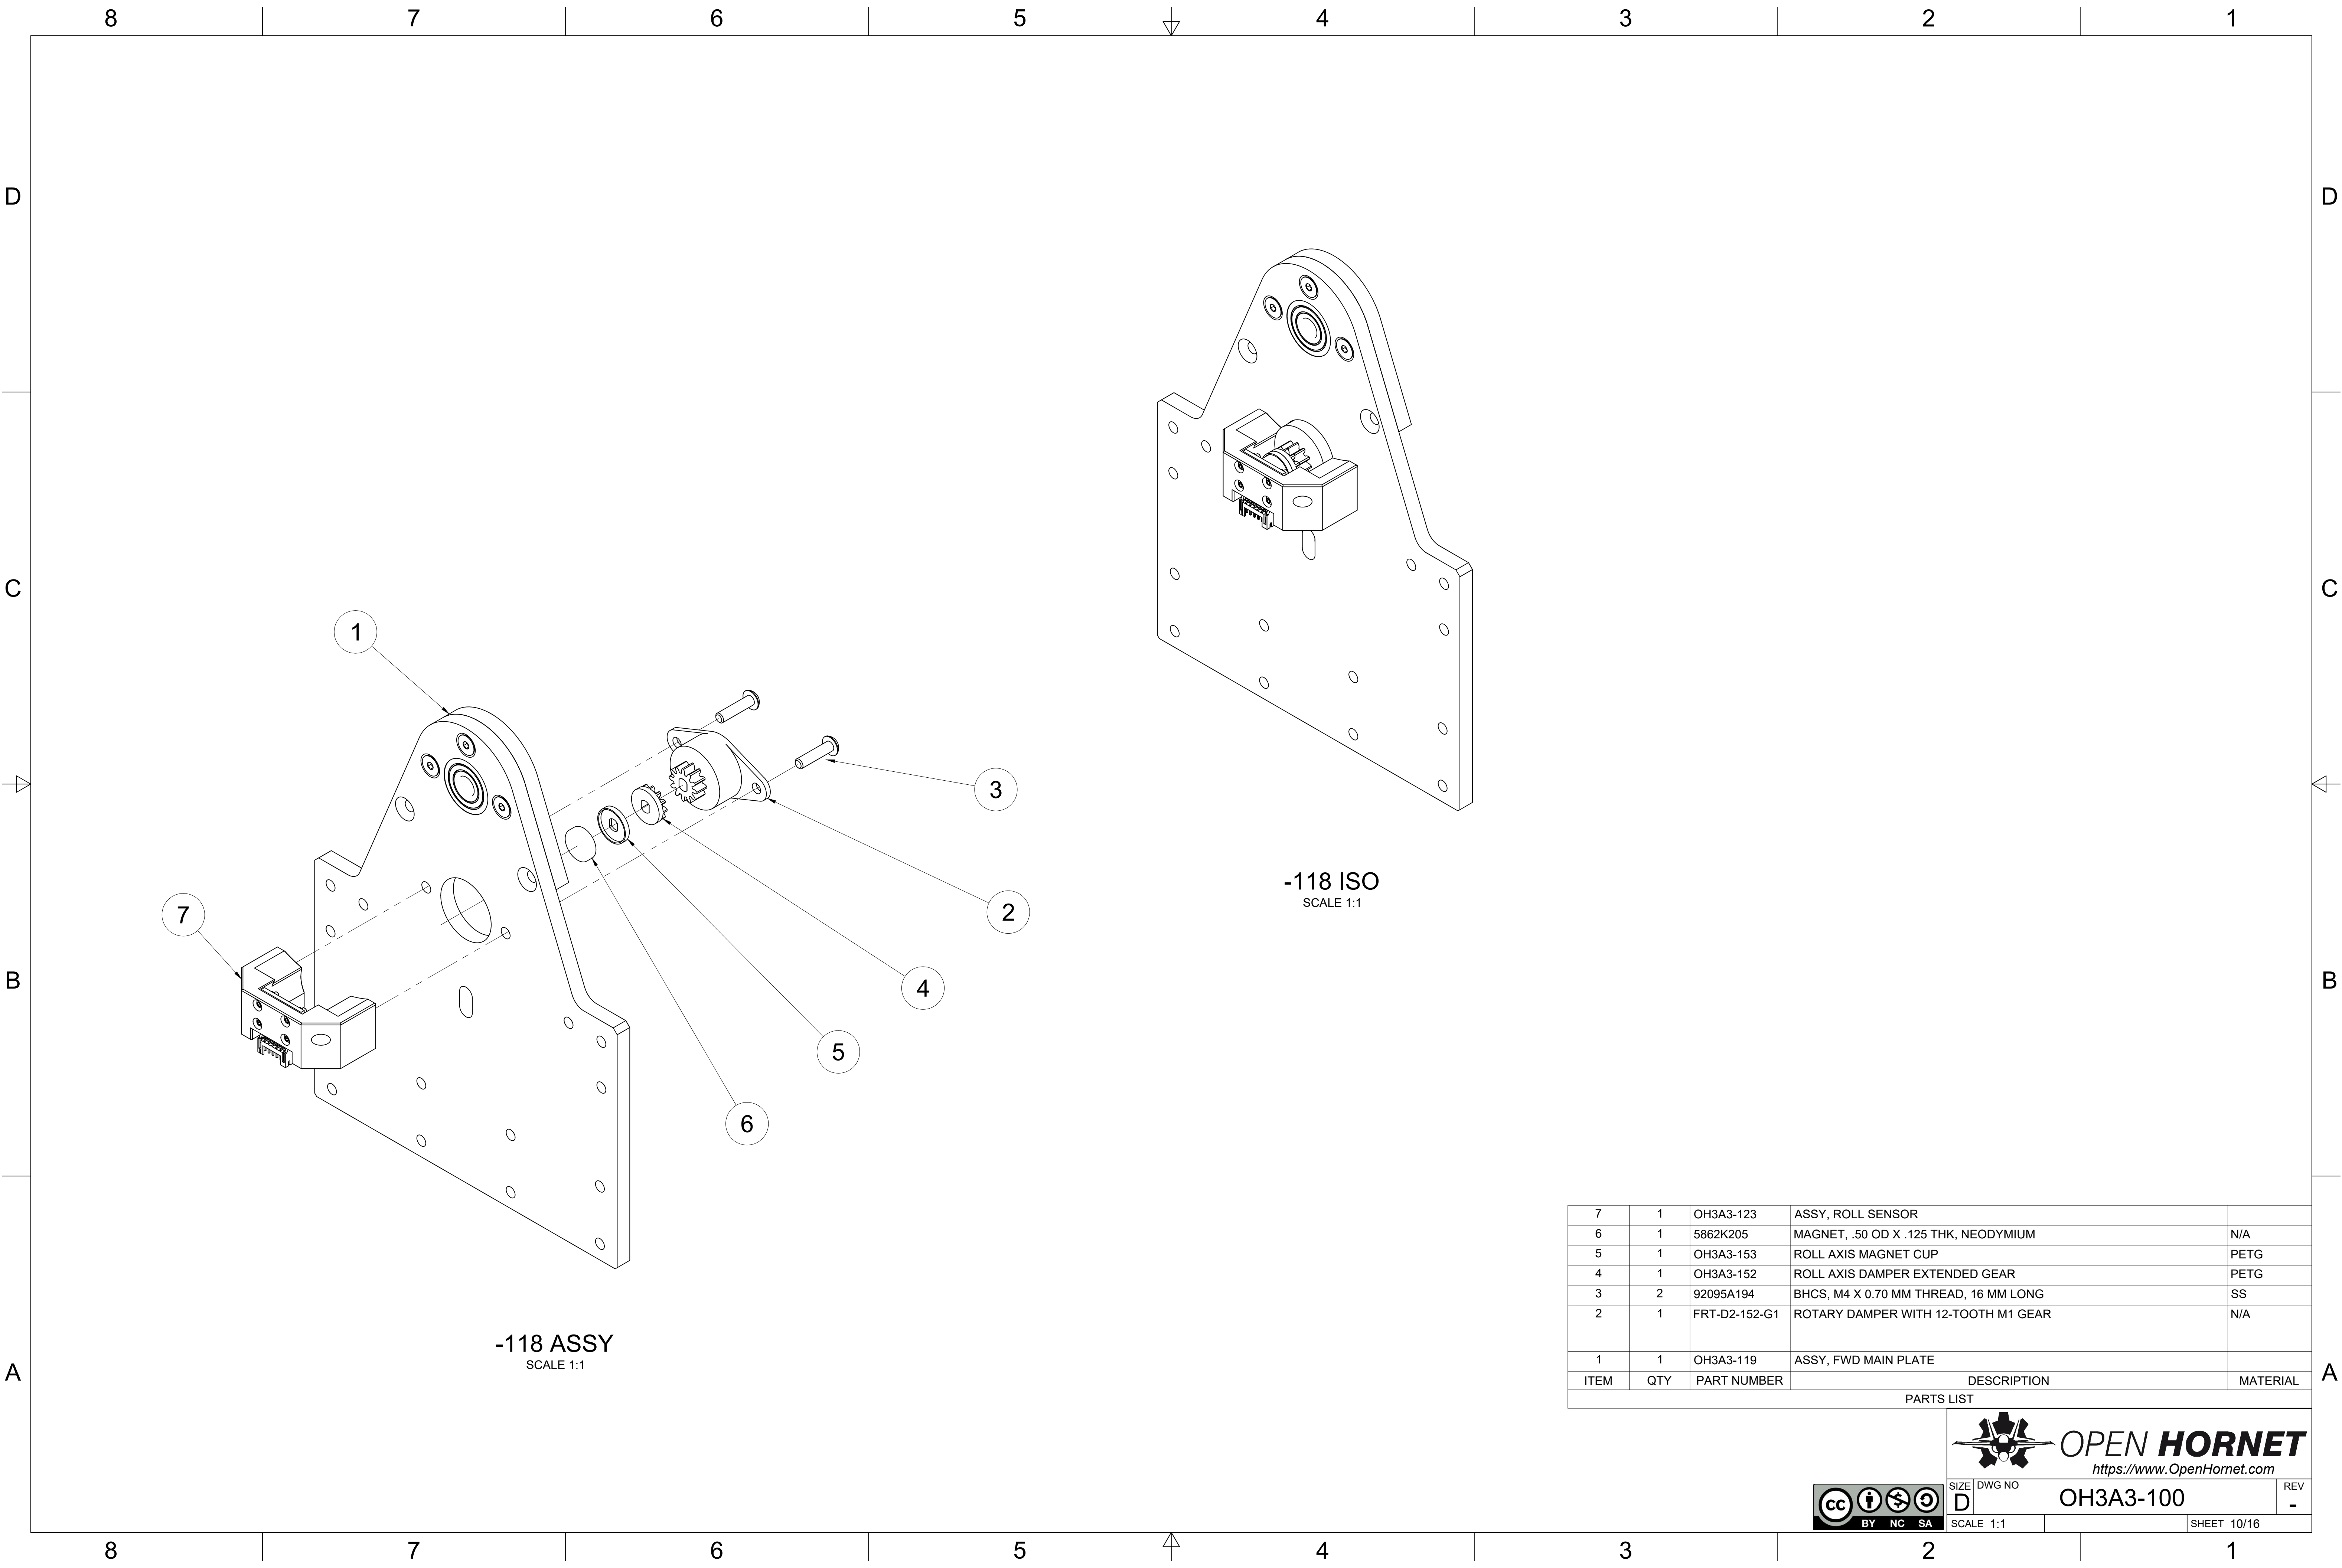 8 7 6 5 4 3 2 1
D D
C C
B B
A A
1
3
2
7
4
5
6
-118 ISO
SCALE 1:1
-118 ASSY
SCALE 1:1
7 1 OH3A3-123 ASSY, ROLL SENSOR
6 1 5862K205 MAGNET, .50 OD X .125 THK, NEODYMIUM N/A
5 1 OH3A3-153 ROLL AXIS MAGNET CUP PETG
4 1 OH3A3-152 ROLL AXIS DAMPER EXTENDED GEAR PETG
3 2 92095A194 BHCS, M4 X 0.70 MM THREAD, 16 MM LONG SS
2 1 FRT-D2-152-G1 ROTARY DAMPER WITH 12-TOOTH M1 GEAR N/A
1 1 OH3A3-119 ASSY, FWD MAIN PLATE
ITEM QTY PART NUMBER DESCRIPTION MATERIAL
PARTS LIST
OPEN HORNET
https://www.OpenHornet.com
SIZE DWG NO REV
D OH3A3-100 -
SCALE 1:1 SHEET 10/16
cc BY NC SA
8 7 6 5 4 3 2 1